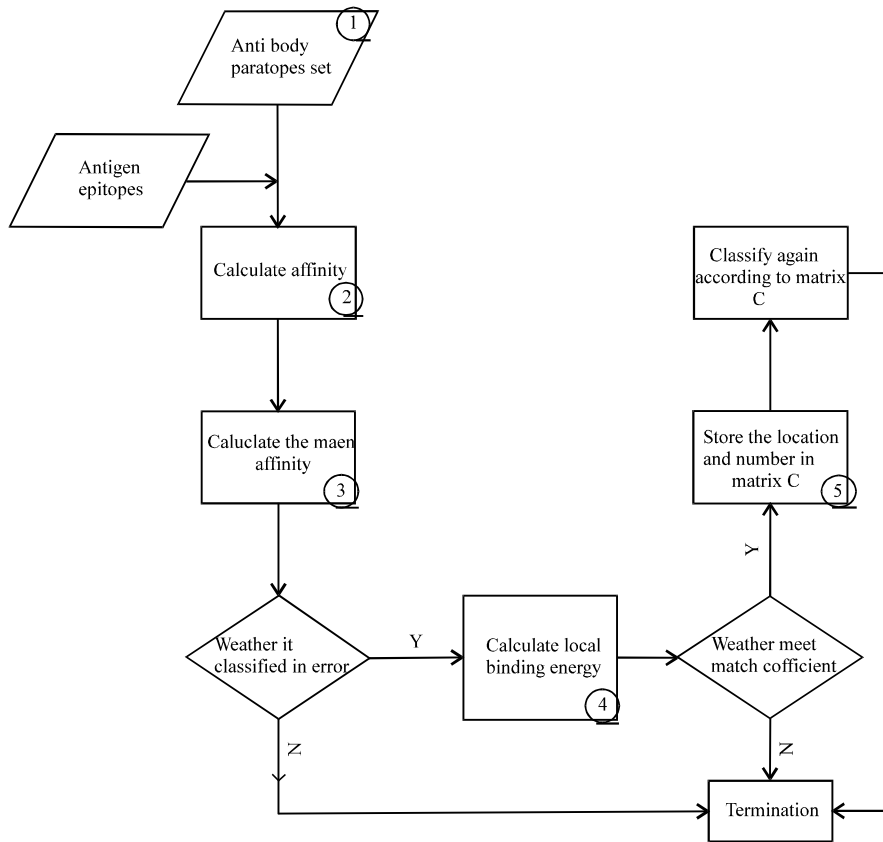 1
Anti body
paratopes set
Antigen
epitopes
Calculate affinity
2
Caluclate the maen
affinity
3
Weather it
classified in error
Y
N
Calculate local
binding energy
4
Weather meet
match cofficient
Y
N
Store the location
and number in
matrix C
5
Classify again
according to matrix
C
Termination